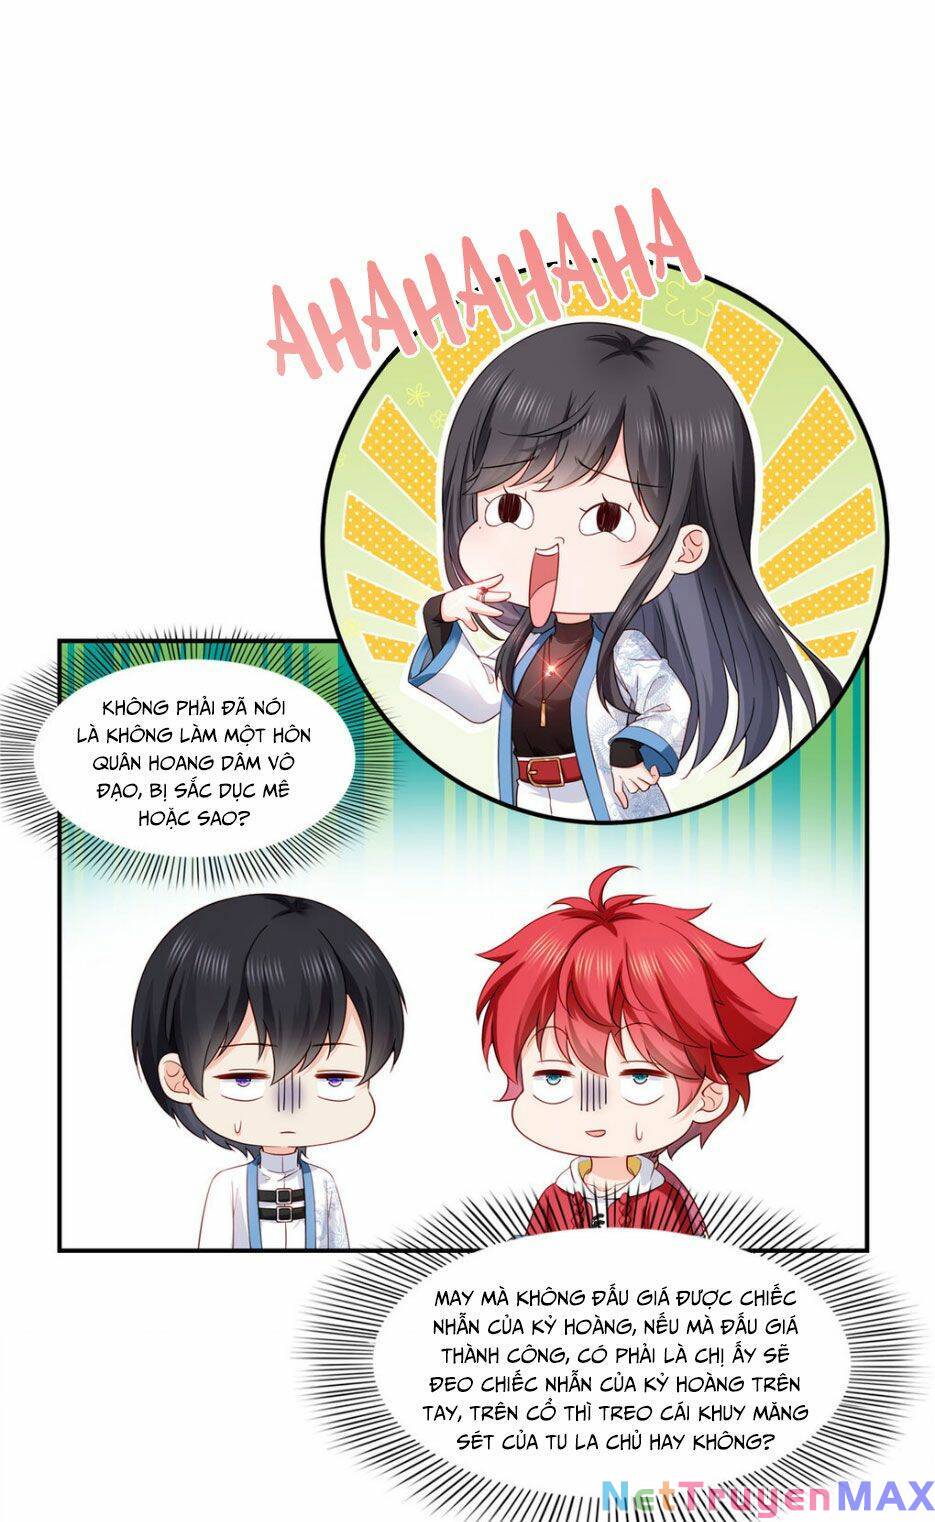 AHAHAHAHAHA
KHÔNG PHẢI ĐÃ NÓI
LÀ KHÔNG LÀM MỘT HÔN
QUÂN HOANG DÂM VÔ
ĐẠO, BỊ SẮC DỤC MÊ
HOẶC SAO?
MAY MÀ KHÔNG ĐẤU GIÁ ĐƯỢC CHIẾC
NHẪN CỦA KỲ HOÀNG, NẾU MÀ ĐẤU GIÁ
THÀNH CÔNG, CÓ PHẢI LÀ CHỊ ẤY SẼ
ĐEO CHIẾC NHẪN CỦA KỲ HOÀNG TRÊN
TAY, TRÊN CỔ THÌ TREO CÁI KHUY MĂNG
SÉT CỦA TU LA CHỦ HAY KHÔNG?
NetTruyenMAX